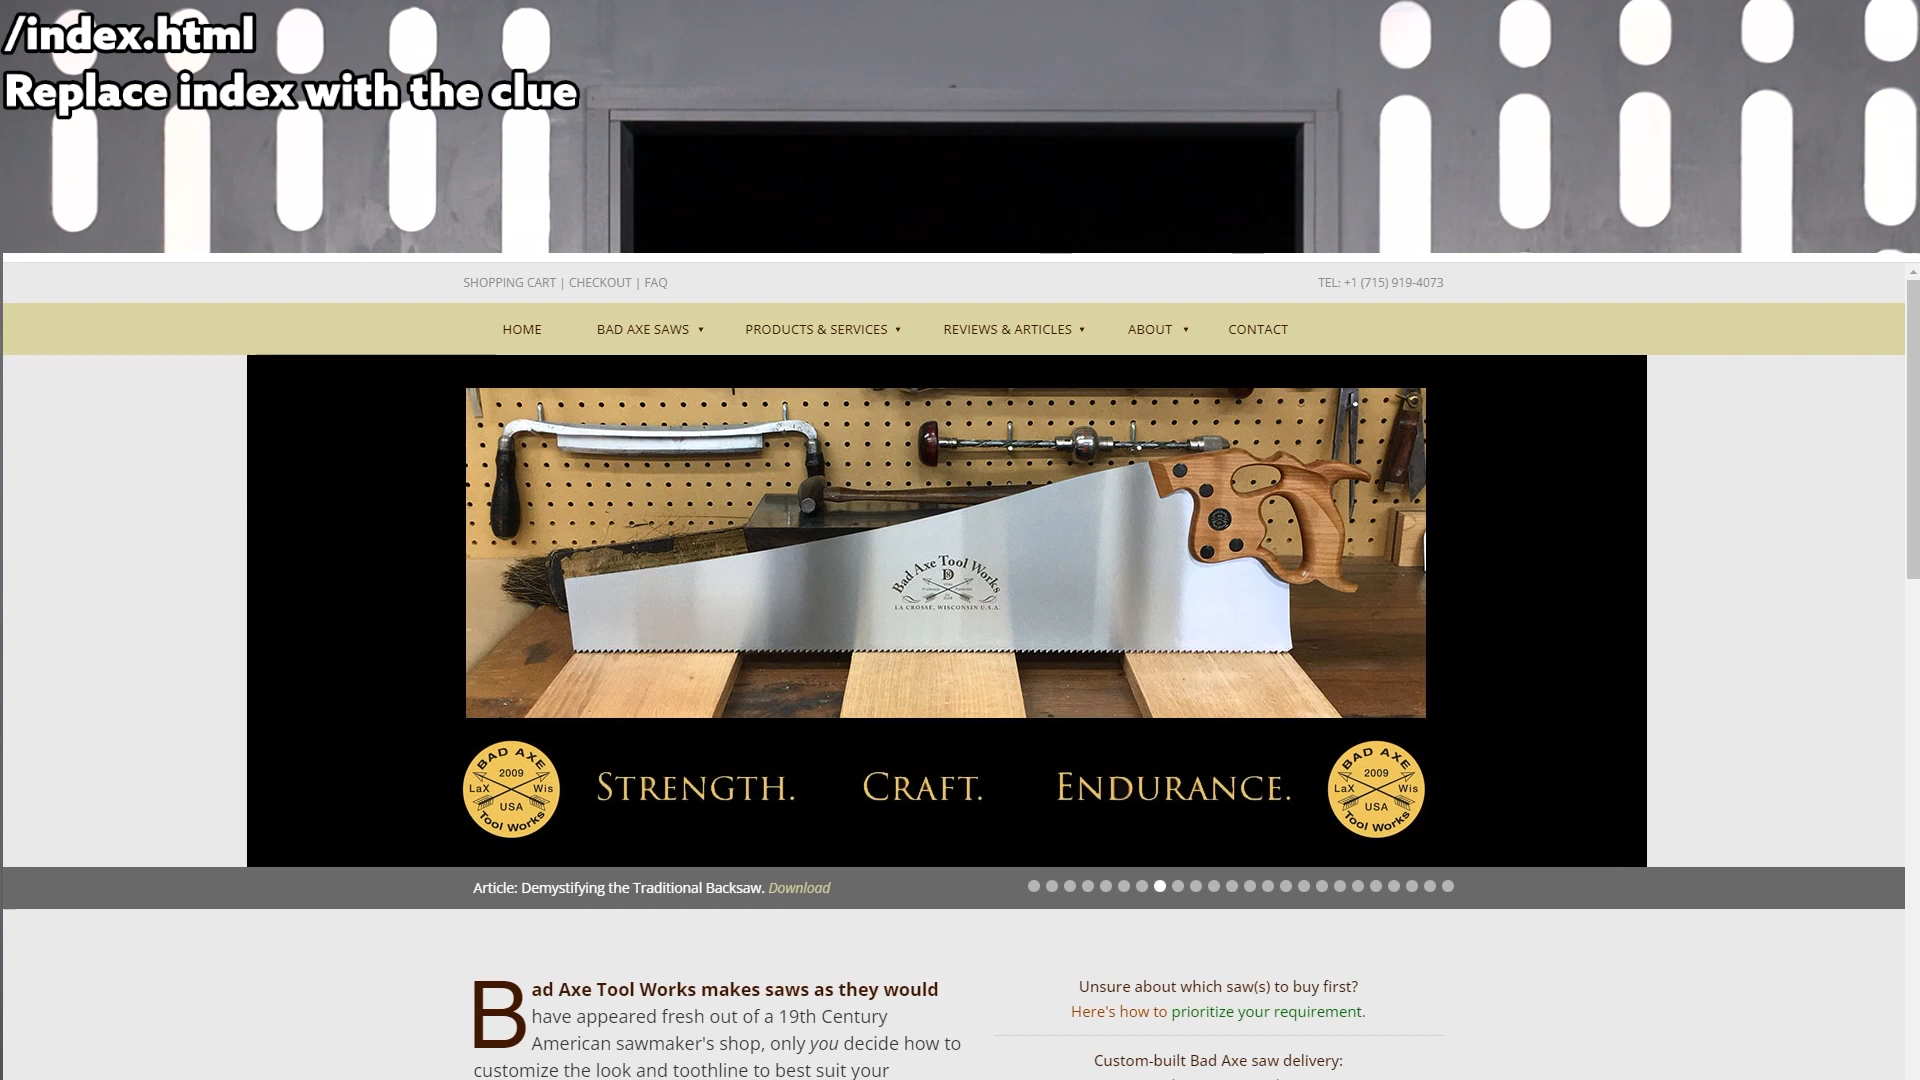 /index.html
Replace index with the clue
SHOPPING CART | CHECKOUT | FAQ
TEL: +1 (715) 919-4073
HOME
BAD AXE SAWS
PRODUCTS & SERVICES
REVIEWS & ARTICLES
ABOUT
CONTACT
Bad Axe Tool Works
LA CROSSE, WISCONSIN U.S.A.
BAD AXE
2009
LaX Wis
USA
Tool Works
STRENGTH. CRAFT. ENDURANCE.
BAD AXE
2009
LaX Wis
USA
Tool Works
Article: Demystifying the Traditional Backsaw. Download
Bad Axe Tool Works makes saws as they would
have appeared fresh out of a 19th Century
American sawmaker's shop, only you decide how to
customize the look and toothline to best suit your
Unsure about which saw(s) to buy first?
Here's how to prioritize your requirement.
Custom-built Bad Axe saw delivery: